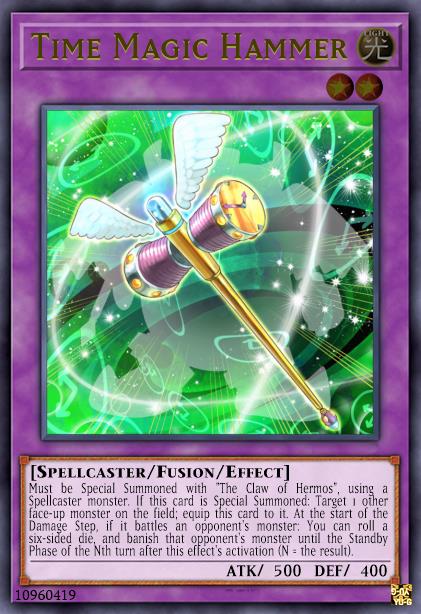 TIME MAGIC HAMMER
LIGHT
光
[SPELLCASTER/FUSION/EFFECT]
Must be Special Summoned with "The Claw of Hermos", using a
Spellcaster monster. If this card is Special Summoned: Target 1 other
face-up monster on the field; equip this card to it. At the start of the
Damage Step, if it battles an opponent's monster: You can roll a
six-sided die, and banish that opponent's monster until the Standby
Phase of the Nth turn after this effect's activation (N = the result).
ATK/ 500 DEF/ 400
10960419